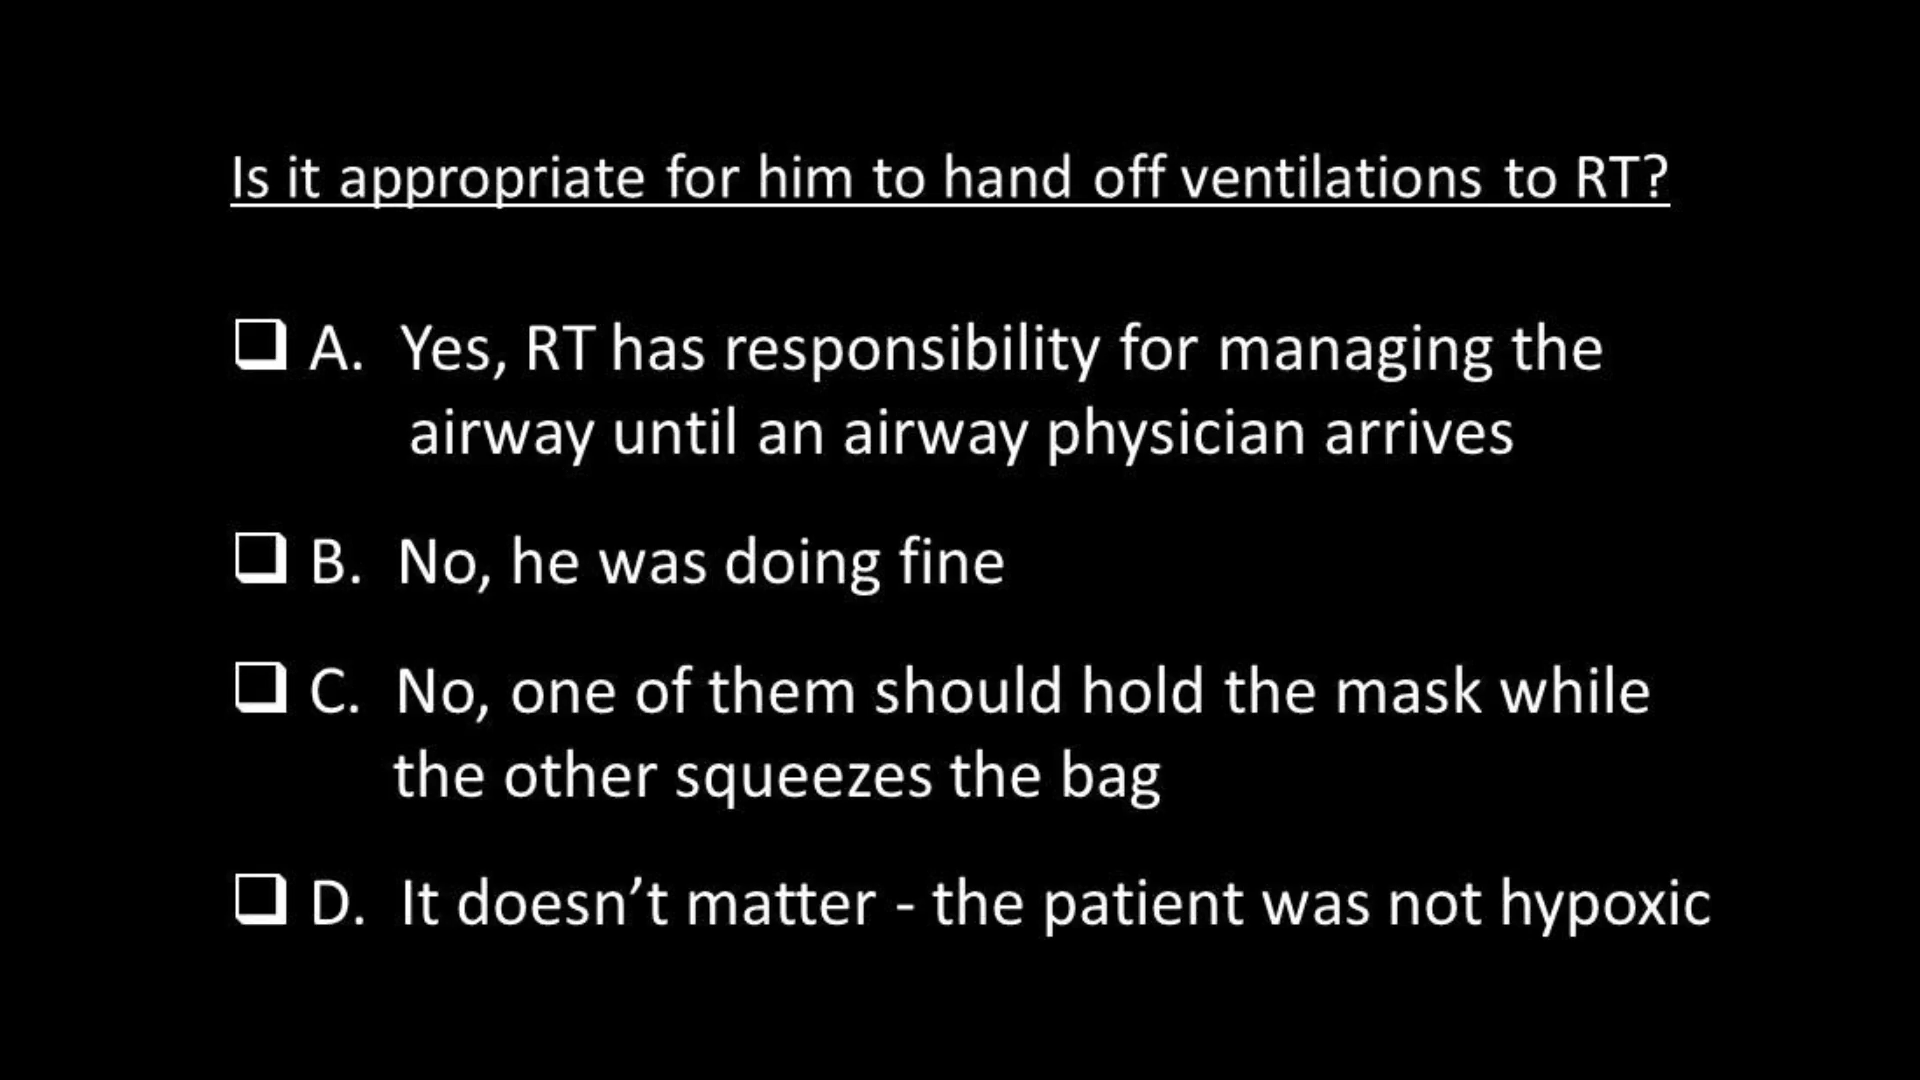 Is it appropriate for him to hand off ventilations to RT?
❑ A. Yes, RT has responsibility for managing the
airway until an airway physician arrives
❑ B. No, he was doing fine
❑ C. No, one of them should hold the mask while
the other squeezes the bag
❑ D. It doesn’t matter - the patient was not hypoxic